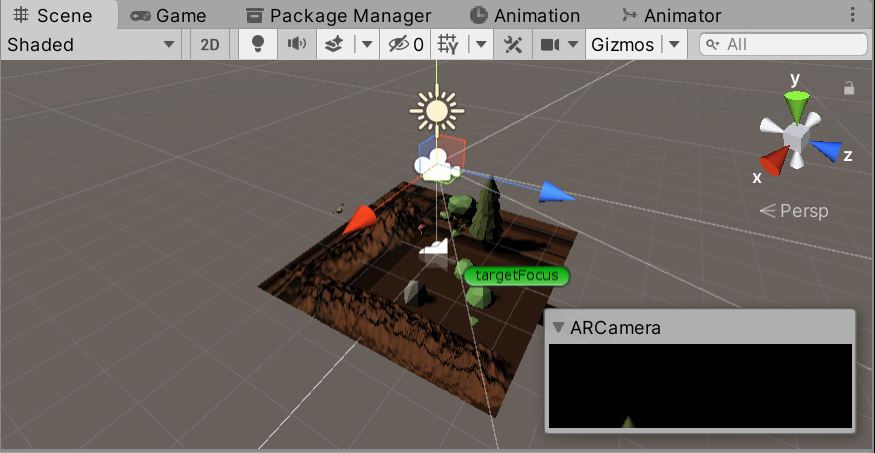 Scene Game Package Manager Animation Animator
Shaded 2D 0 Gizmos All
y
z
x
Persp
targetFocus
ARCamera